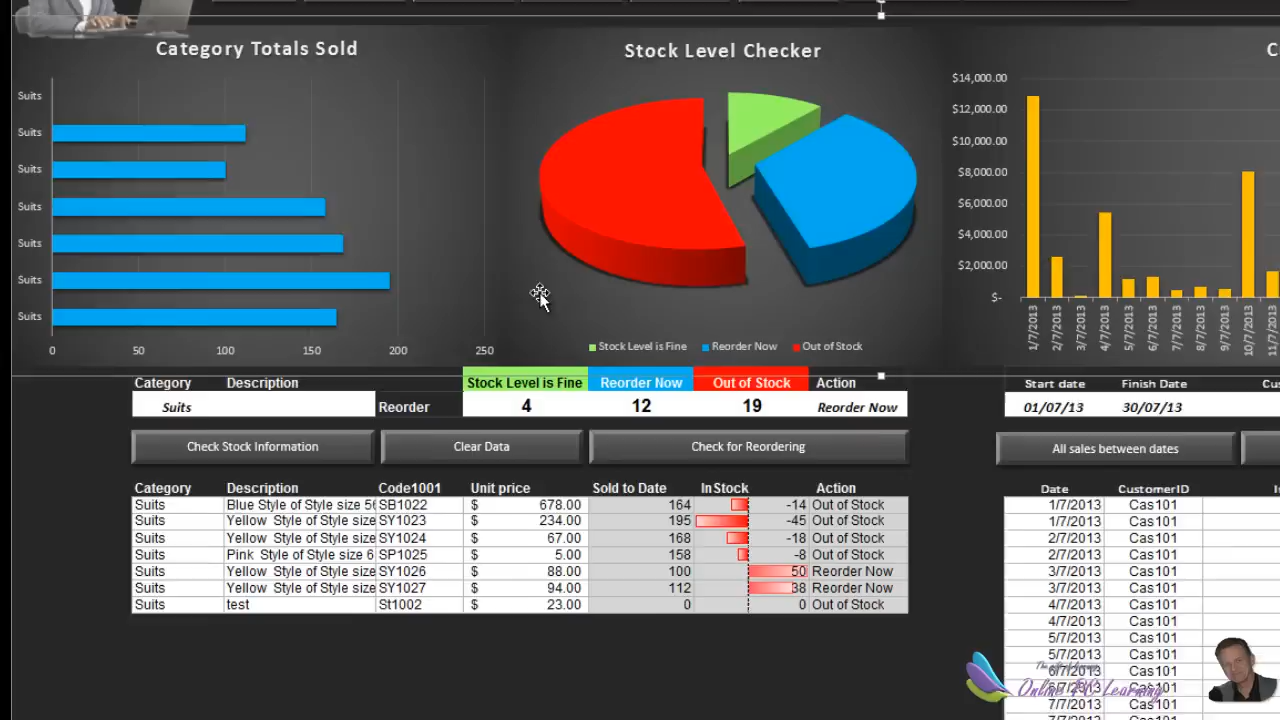 Category Totals Sold
Suits
Suits
Suits
Suits
Suits
Suits
Suits
0 50 100 150 200 250
Stock Level Checker
Stock Level is Fine Reorder Now Out of Stock
$14,000.00
$12,000.00
$10,000.00
$8,000.00
$6,000.00
$4,000.00
$2,000.00
$-
1/7/2013 2/7/2013 3/7/2013 4/7/2013 5/7/2013 6/7/2013 7/7/2013 8/7/2013 9/7/2013 10/7/2013 11/7/2013
Category Description Stock Level is Fine Reorder Now Out of Stock Action
Suits Reorder 4 12 19 Reorder Now
Check Stock Information Clear Data Check for Reordering
Category Description Code1001 Unit price Sold to Date InStock Action
Suits Blue Style of Style size 56 SB1022 $ 678.00 164 -14 Out of Stock
Suits Yellow Style of Style size SY1023 $ 234.00 195 -45 Out of Stock
Suits Yellow Style of Style size SY1024 $ 67.00 168 -18 Out of Stock
Suits Pink Style of Style size 6 SP1025 $ 5.00 158 -8 Out of Stock
Suits Yellow Style of Style size SY1026 $ 88.00 100 50 Reorder Now
Suits Yellow Style of Style size SY1027 $ 94.00 112 38 Reorder Now
Suits test St1002 $ 23.00 0 0 Out of Stock
Start date Finish Date
01/07/13 30/07/13
All sales between dates
Date CustomerID
1/7/2013 Cas101
1/7/2013 Cas101
2/7/2013 Cas101
2/7/2013 Cas101
3/7/2013 Cas101
3/7/2013 Cas101
4/7/2013 Cas101
4/7/2013 Cas101
5/7/2013 Cas101
5/7/2013 Cas101
6/7/2013 Cas101
6/7/2013 Cas101
7/7/2013 Cas101
Online PC Learning